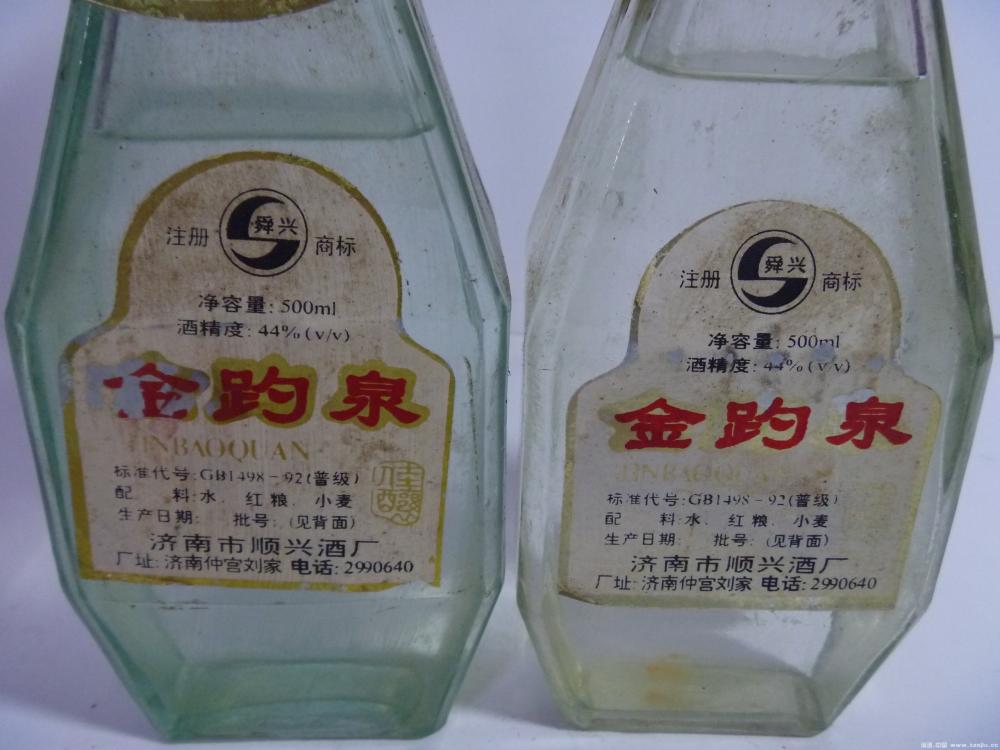 舜兴
注册 商标
净容量: 500ml
酒精度: 44% (v/v)
金趵泉
JINBAOQUAN
标准代号:GB1498-92(普级)
配 料:水、红粮、小麦
生产日期: 批号: (见背面)
济南市顺兴酒厂
厂址: 济南仲宫刘家 电话: 2990640
舜兴
注册 商标
净容量: 500ml
酒精度: 44% (v/v)
金趵泉
JINBAOQU
标准代号:GB1498-92(普级)
配 料:水、红粮、小麦
生产日期: 批号: (见背面)
济南市顺兴酒厂
厂址: 济南仲宫刘家 电话: 2990640